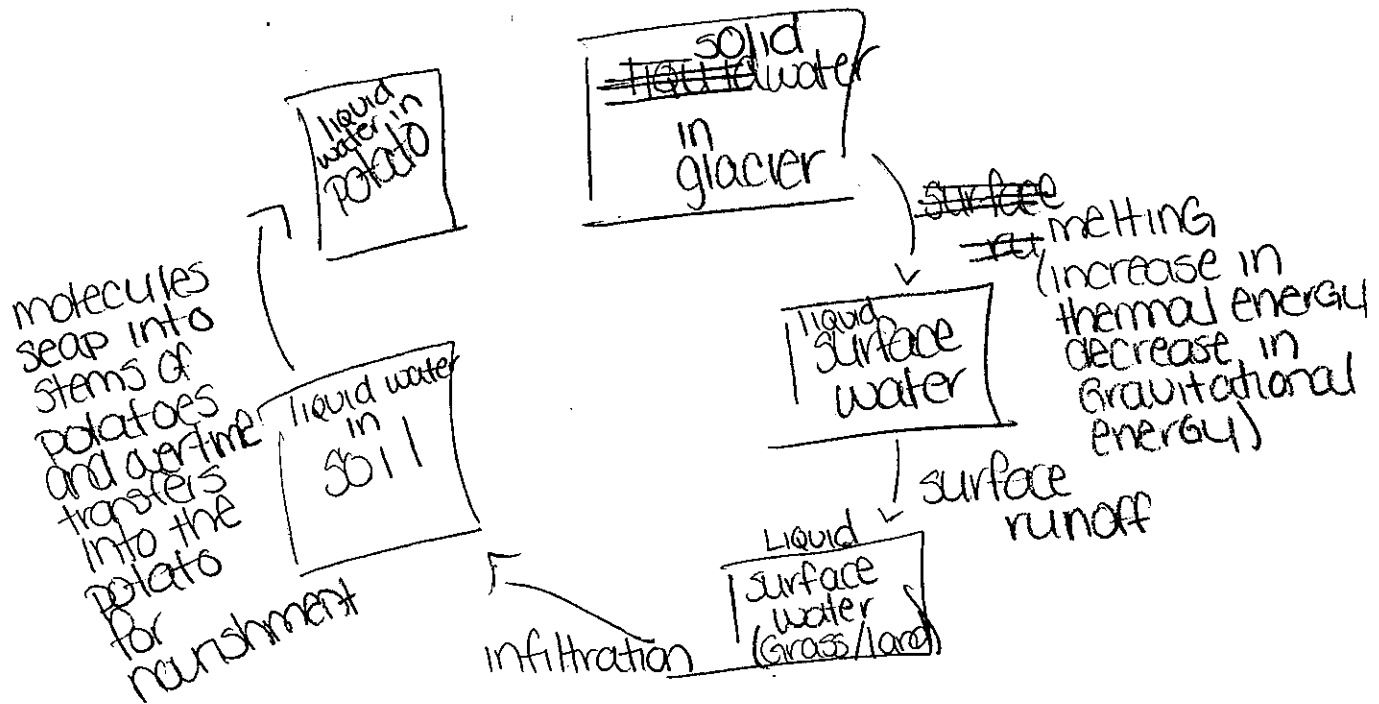 solid
liquid water
in
glacier
surface
melting
(increase in
thermal energy
decrease in
Gravitational
energy)
liquid
surface
water
surface
runoff
Liquid
surface
water
(Grass/land)
infiltration
liquid water
in
soil
molecules
seap into
stems of
potatoes
and overtime
transfers
into the
potato
for
nourishment
liquid
water in
potato